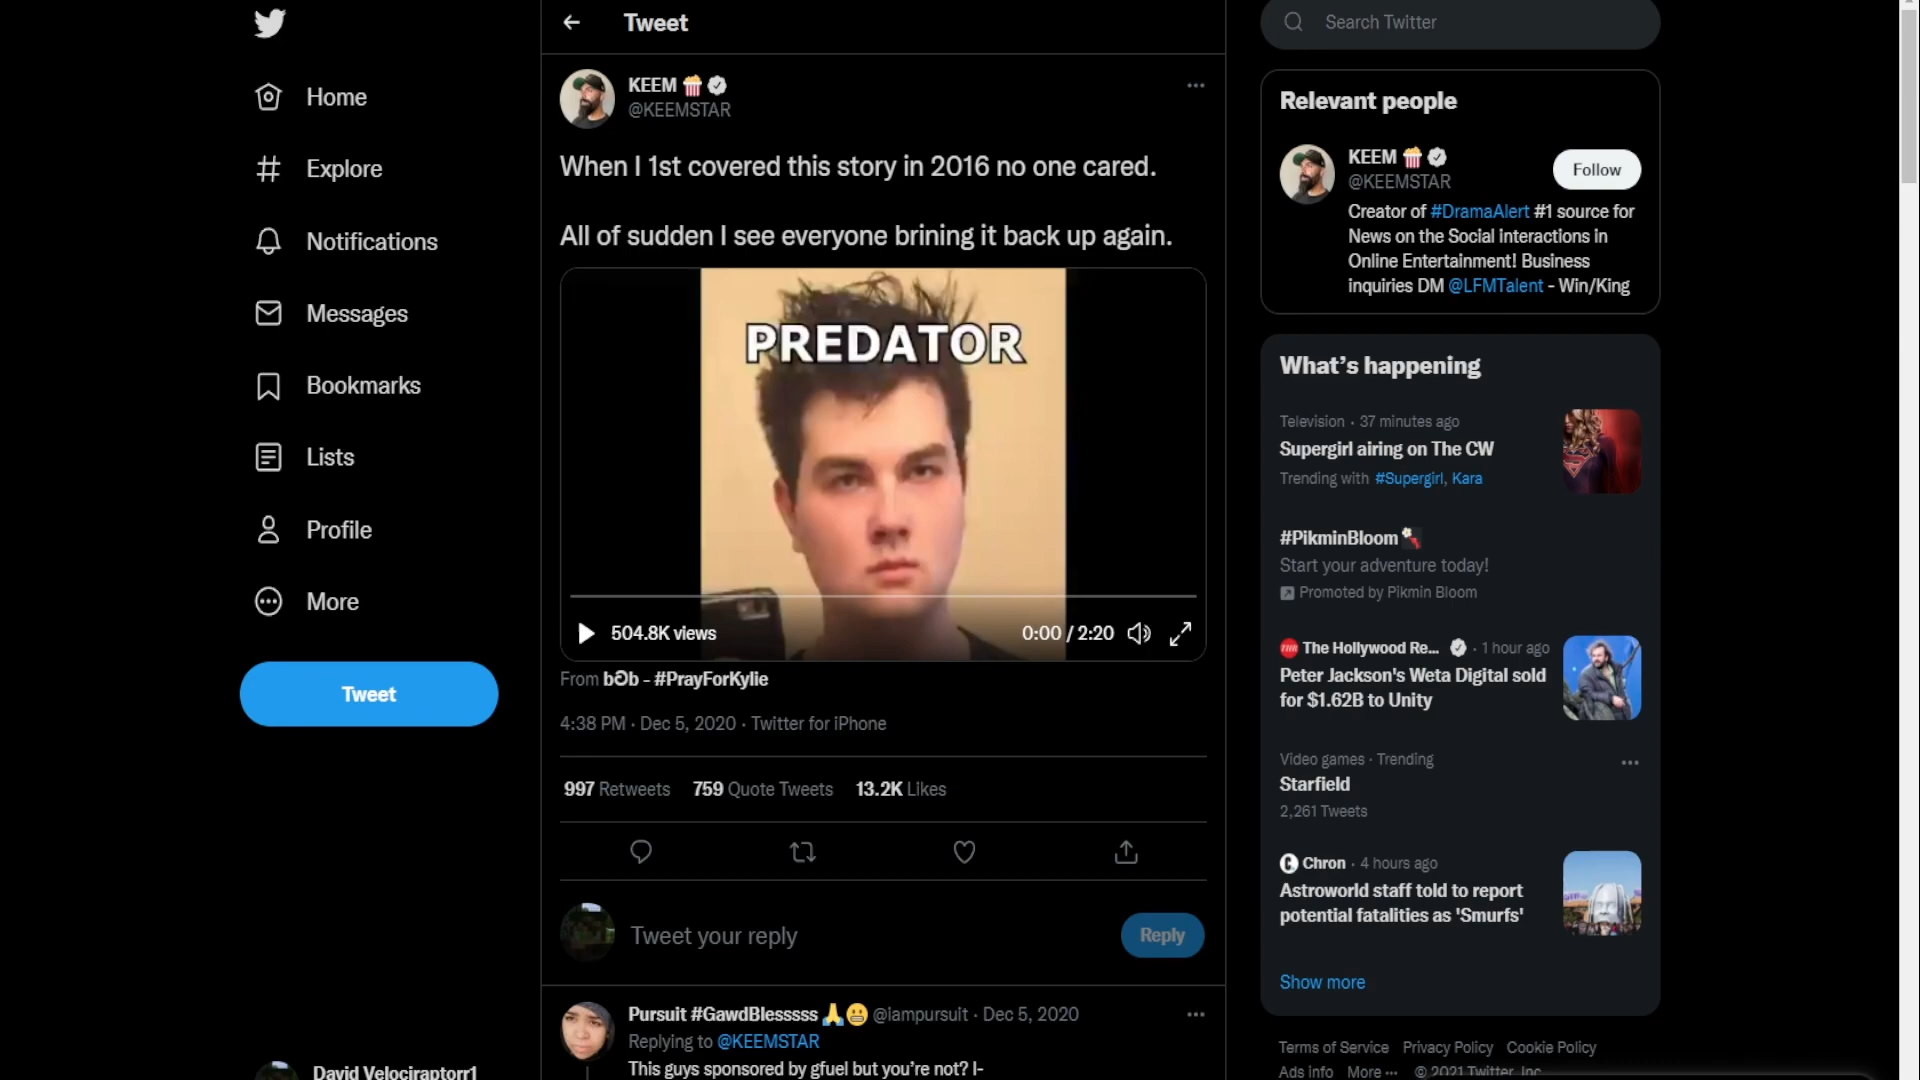 Home
Explore
Notifications
Messages
Bookmarks
Lists
Profile
More
Tweet
David Velociraptorr1
Tweet
KEEM
@KEEMSTAR
When I 1st covered this story in 2016 no one cared.
All of sudden I see everyone brining it back up again.
PREDATOR
504.8K views
0:00 / 2:20
From bób - #PrayForKylie
4:38 PM · Dec 5, 2020 · Twitter for iPhone
997 Retweets 759 Quote Tweets 13.2K Likes
Tweet your reply
Reply
Pursuit #GawdBlesssss 🙏😬 @iampursuit · Dec 5, 2020
Replying to @KEEMSTAR
This guys sponsored by gfuel but you're not? I-
Search Twitter
Relevant people
KEEM
@KEEMSTAR
Follow
Creator of #DramaAlert #1 source for
News on the Social interactions in
Online Entertainment! Business
inquiries DM @LFMTalent - Win/King
What's happening
Television · 37 minutes ago
Supergirl airing on The CW
Trending with #Supergirl, Kara
#PikminBloom
Start your adventure today!
Promoted by Pikmin Bloom
The Hollywood Re... · 1 hour ago
Peter Jackson's Weta Digital sold
for $1.62B to Unity
Video games · Trending
Starfield
2,261 Tweets
Chron · 4 hours ago
Astroworld staff told to report
potential fatalities as 'Smurfs'
Show more
Terms of Service Privacy Policy Cookie Policy
Ads info More ··· © 2021 Twitter, Inc.